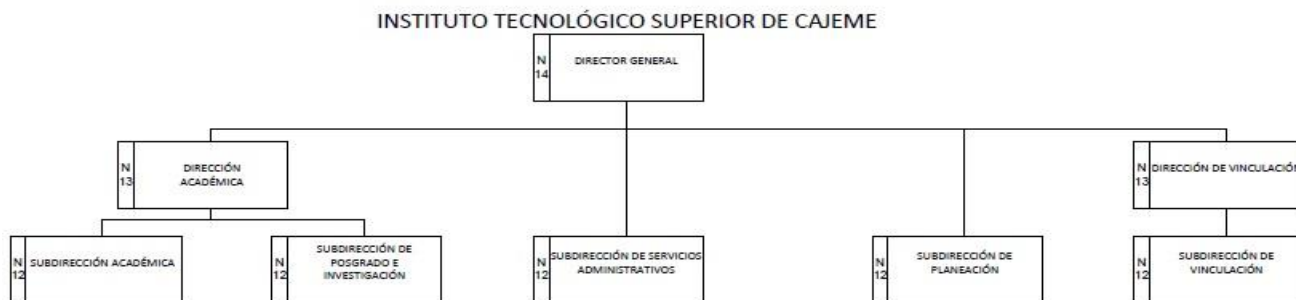 INSTITUTO TECNOLÓGICO SUPERIOR DE CAJEME
N
14
DIRECTOR GENERAL
N
13
DIRECCIÓN
ACADÉMICA
N
13
DIRECCIÓN DE VINCULACIÓN
N
12
SUBDIRECCIÓN ACADÉMICA
N
12
SUBDIRECCIÓN DE
POSGRADO E
INVESTIGACIÓN
N
12
SUBDIRECCIÓN DE SERVICIOS
ADMINISTRATIVOS
N
12
SUBDIRECCIÓN DE
PLANEACIÓN
N
12
SUBDIRECCIÓN DE
VINCULACIÓN